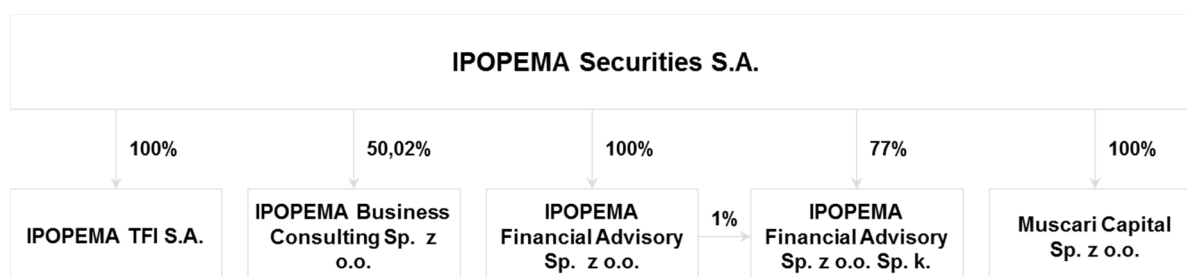 IPOPEMA Securities S.A.
100%
50,02%
100%
77%
100%
IPOPEMA TFI S.A.
IPOPEMA Business
Consulting Sp. z
o.o.
IPOPEMA
Financial Advisory
Sp. z o.o.
1%
IPOPEMA
Financial Advisory
Sp. z o.o. Sp. k.
Muscari Capital
Sp. z o.o.